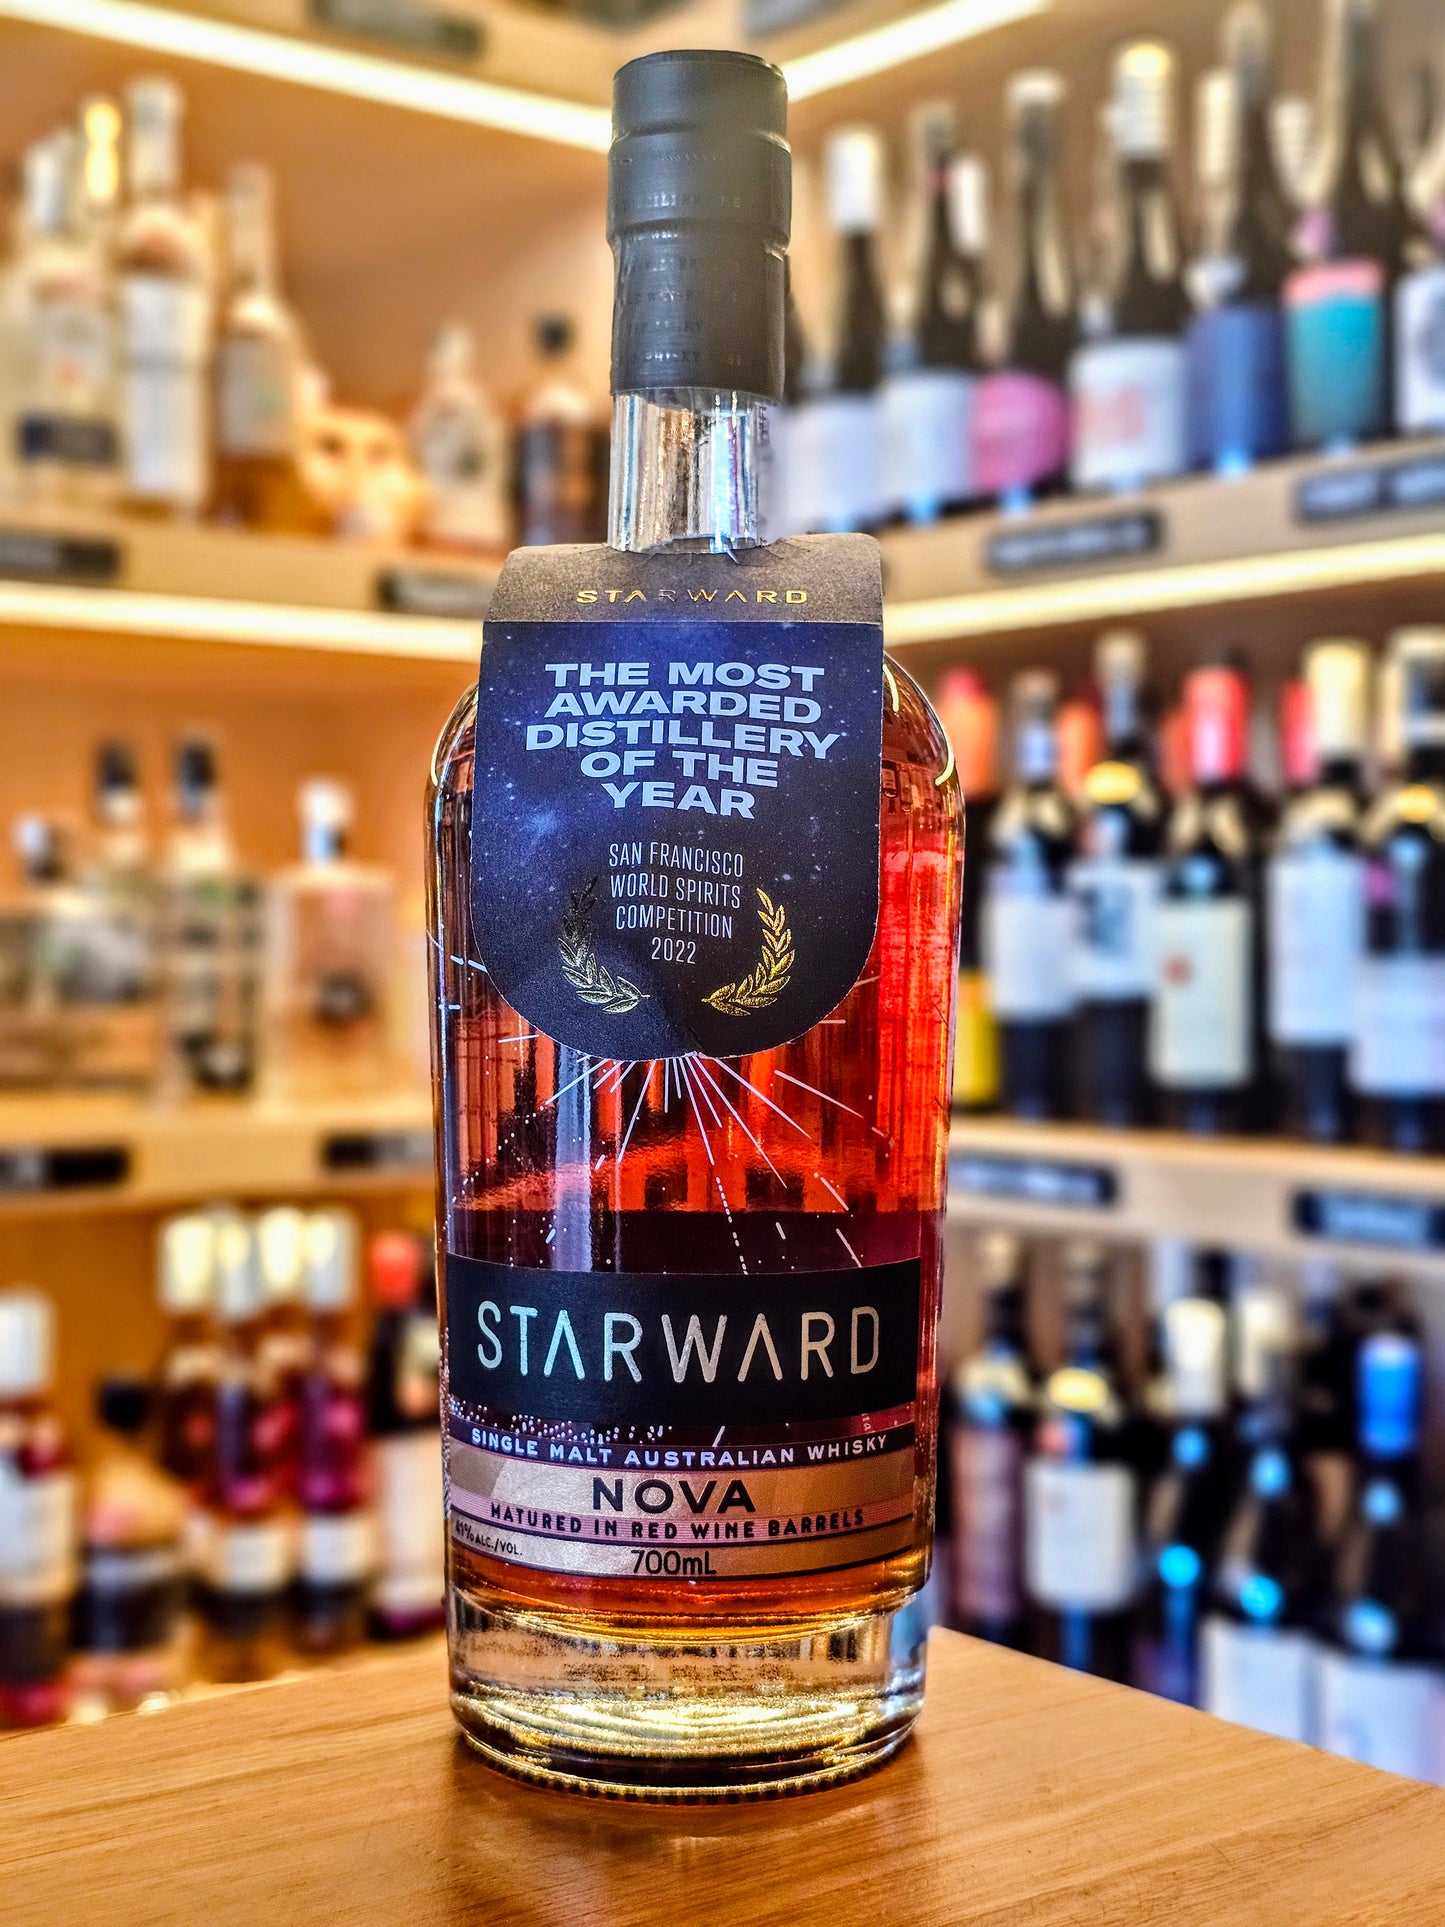 STARWARD
THE MOST
AWARDED
DISTILLERY
OF THE
YEAR
SAN FRANCISCO
WORLD SPIRITS
COMPETITION
2022
STARWARD
SINGLE MALT AUSTRALIAN WHISKY
NOVA
MATURED IN RED WINE BARRELS
41% ALC./VOL.
700mL